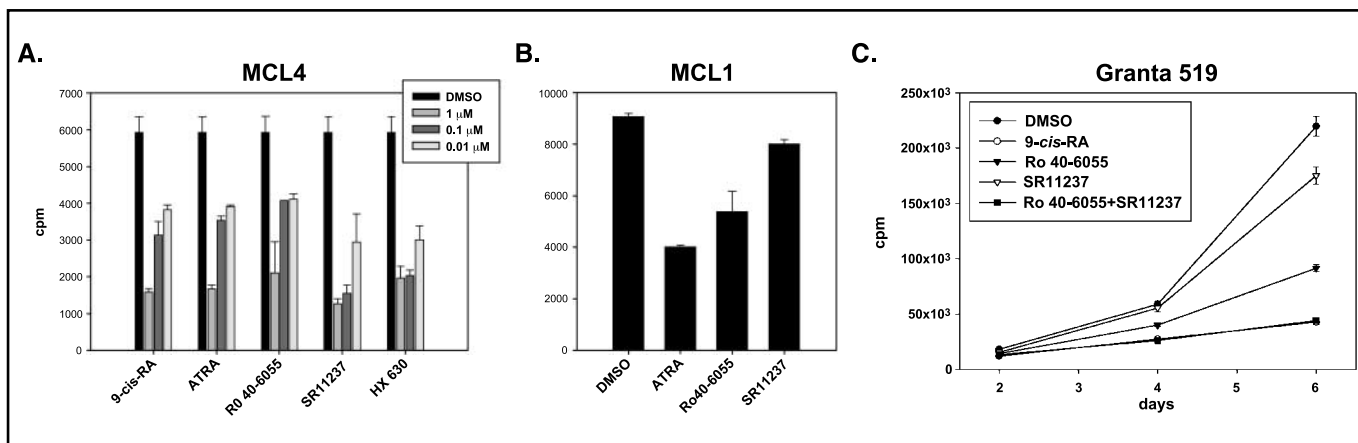 A.
MCL4
7000
6000
5000
4000
3000
2000
1000
0
cpm
DMSO
1 μM
0.1 μM
0.01 μM
9-cis-RA
ATRA
R0 40-6055
SR11237
HX 630
B.
MCL1
10000
8000
6000
4000
2000
0
DMSO
ATRA
Ro40-6055
SR11237
C.
Granta 519
250x10³
200x10³
150x10³
100x10³
50x10³
0
cpm
DMSO
9-cis-RA
Ro 40-6055
SR11237
Ro 40-6055+SR11237
2 3 4 5 6
days